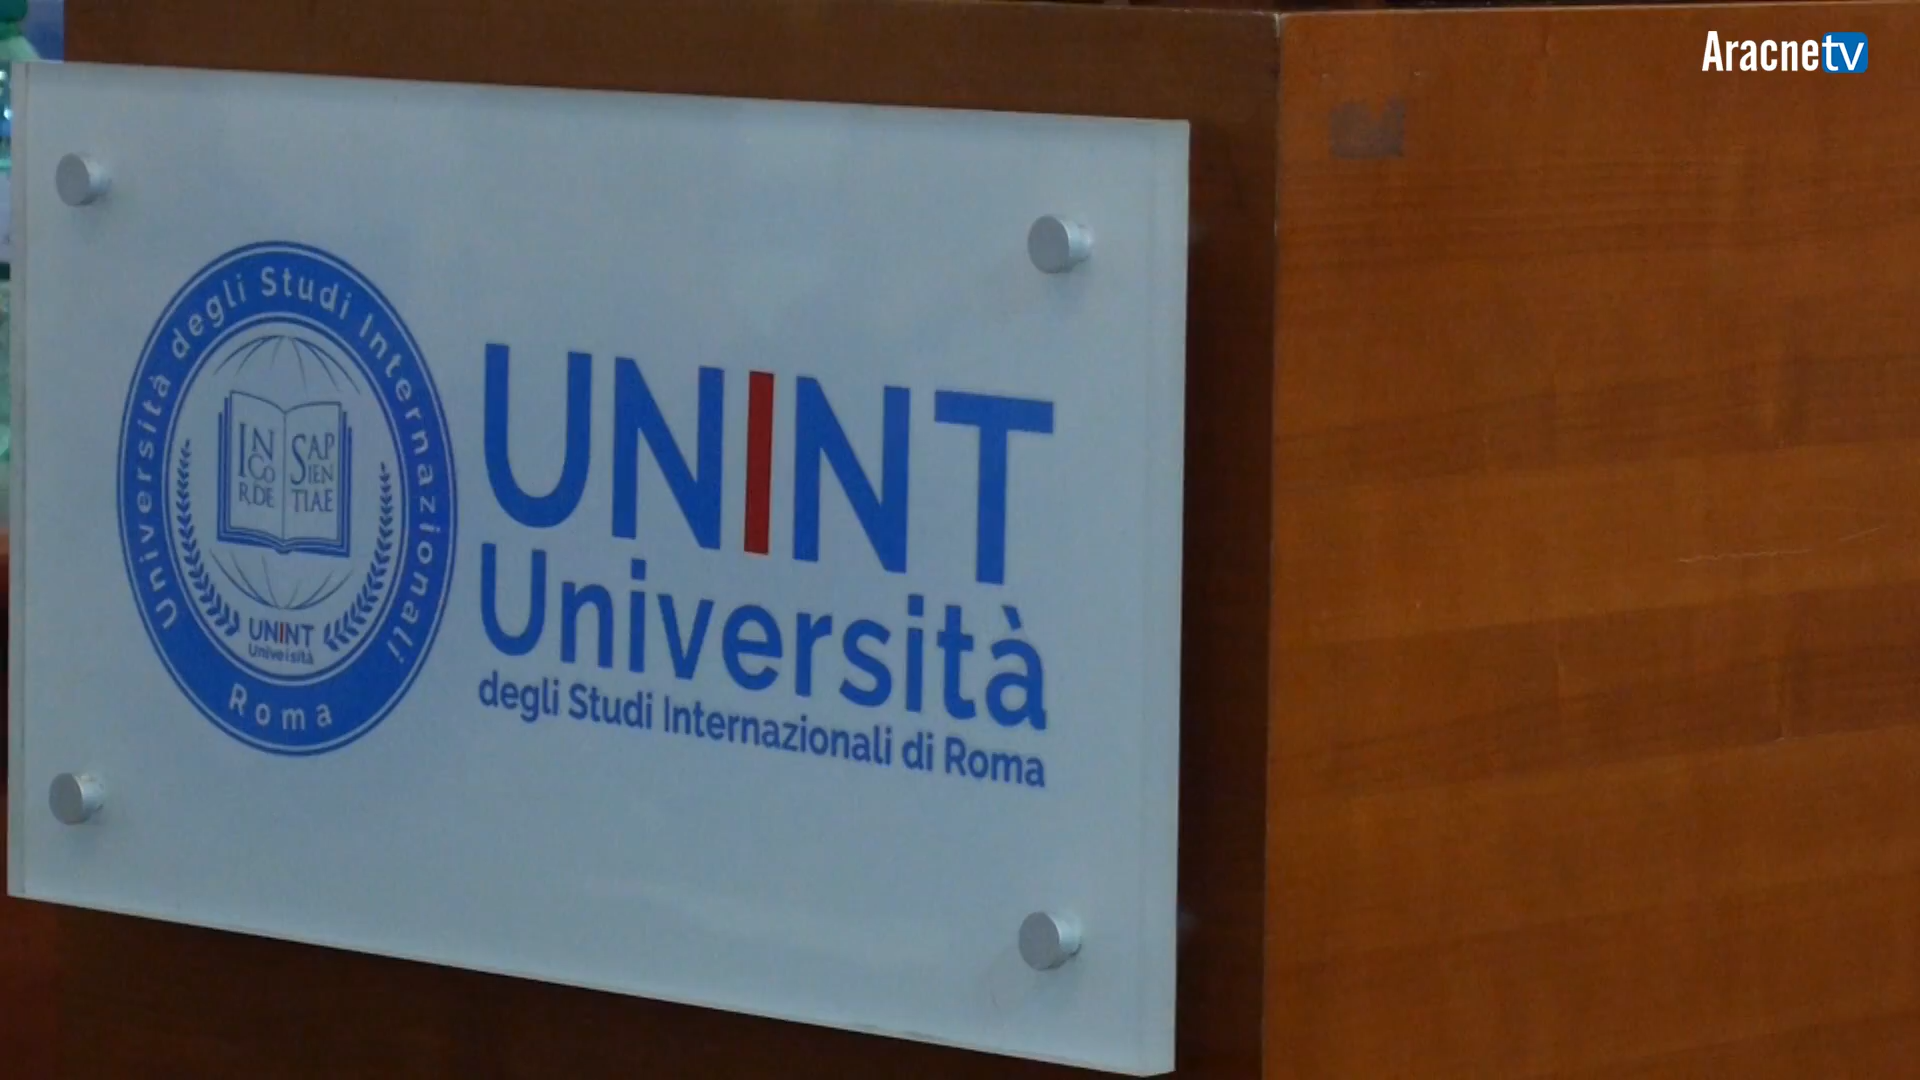 Aracnetv
Università degli Studi Internazionali
Roma
IN
CO
RDE
SAP
IEN
TIAE
UNINT
Università
UNINT
Università
degli Studi Internazionali di Roma